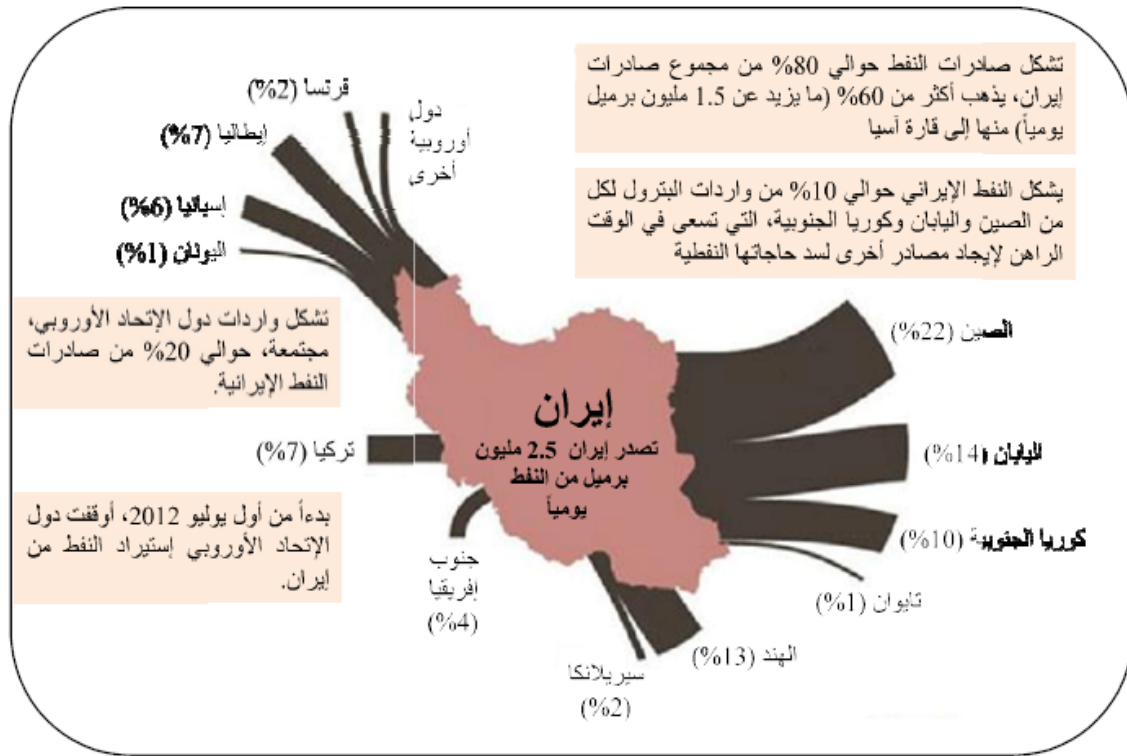 تشكل صادرات النفط حوالي 80% من مجموع صادرات
إيران، يذهب أكثر من 60% (ما يزيد عن 1.5 مليون برميل
يومياً) منها إلى قارة آسيا
يشكل النفط الإيراني حوالي 10% من واردات البترول لكل
من الصين واليابان وكوريا الجنوبية، التي تسعى في الوقت
الراهن لإيجاد مصادر أخرى لسد حاجاتها النفطية
دول
أوروبية
أخرى
فرنسا (2%)
إيطاليا (7%)
إسبانيا (6%)
اليونان (1%)
تشكل واردات دول الإتحاد الأوروبي،
مجتمعة، حوالي 20% من صادرات
النفط الإيرانية.
الصين (22%)
اليابان (14%)
كوريا الجنوبية (10%)
تايوان (1%)
إيران
تصدر إيران 2.5 مليون
برميل من النفط
يومياً
تركيا (7%)
بدءاً من أول يوليو 2012، أوقفت دول
الإتحاد الأوروبي إستيراد النفط من
إيران.
جنوب
إفريقيا
(4%)
الهند (13%)
سيريلانكا
(2%)